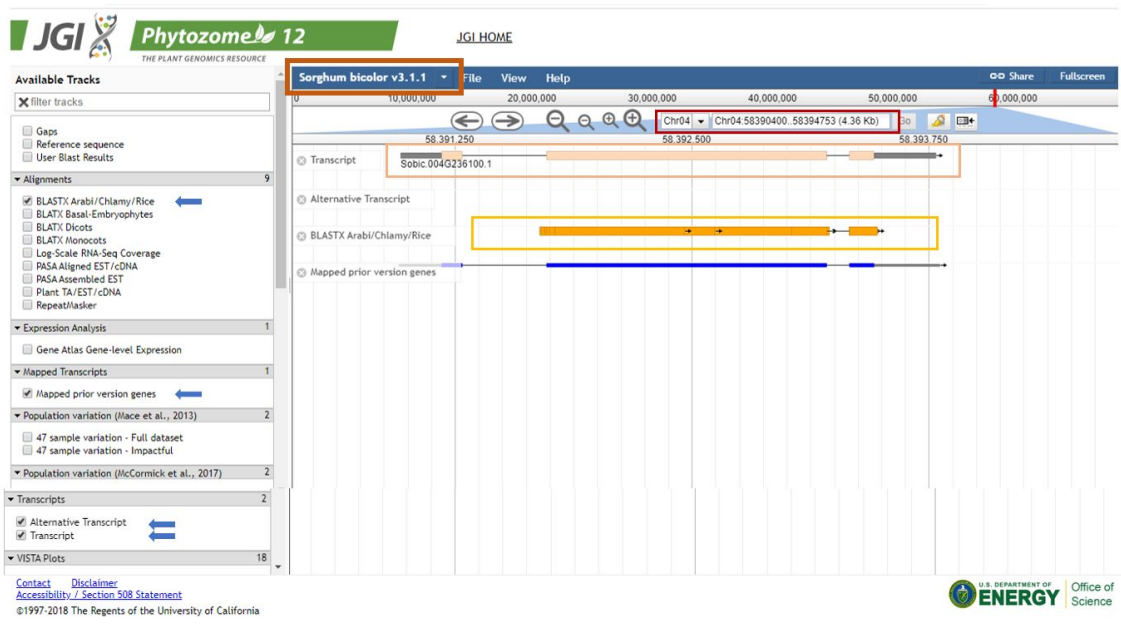 JGI Phytozome 12
THE PLANT GENOMICS RESOURCE
JGI HOME
Available Tracks
filter tracks
Gaps
Reference sequence
User Blast Results
Alignments 9
BLASTX Arabi/Chlamy/Rice
BLATX Basal-Embryophytes
BLATX Dicots
BLATX Monocots
Log-Scale RNA-Seq Coverage
PASA Aligned EST/cDNA
PASA Assembled EST
Plant TA/EST/cDNA
RepeatMasker
Expression Analysis 1
Gene Atlas Gene-level Expression
Mapped Transcripts 1
Mapped prior version genes
Population variation (Mace et al., 2013) 2
47 sample variation - Full dataset
47 sample variation - Impactful
Population variation (McCormick et al., 2017) 2
Transcripts 2
Alternative Transcript
Transcript
VISTA Plots 18
Sorghum bicolor v3.1.1 File View Help Share Fullscreen
0 10,000,000 20,000,000 30,000,000 40,000,000 50,000,000 60,000,000
Chr04 Chr04:58390400..58394753 (4.36 Kb) Go
58,391,250 58,392,500 58,393,750
Transcript
Sobic.004G236100.1
Alternative Transcript
BLASTX Arabi/Chlamy/Rice
Mapped prior version genes
Contact Disclaimer
Accessibility / Section 508 Statement
©1997-2018 The Regents of the University of California
U.S. DEPARTMENT OF
ENERGY
Office of
Science